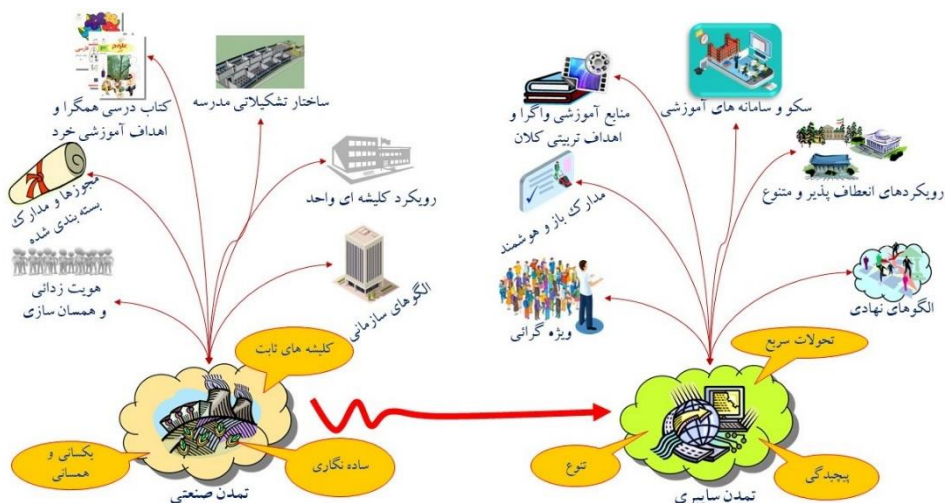 کتاب درسی همگرا و
اهداف آموزشی خرد
ساختار تشکیلاتی مدرسه
مجوزها و مدارک
بسته بندی شده
رویکرد کلیشه ای واحد
هویت زدائی
و همسان سازی
الگوهای سازمانی
کلیشه های ثابت
یکسانی و
همسانی
ساده نگاری
تمدن صنعتی
منابع آموزشی واگرا و
اهداف تربیتی کلان
سکو و سامانه های آموزشی
مدارک باز و هوشمند
رویکردهای انعطاف پذیر و متنوع
ویژه گرائی
الگوهای نهادی
تحولات سریع
تنوع
پیچیدگی
تمدن سایبری